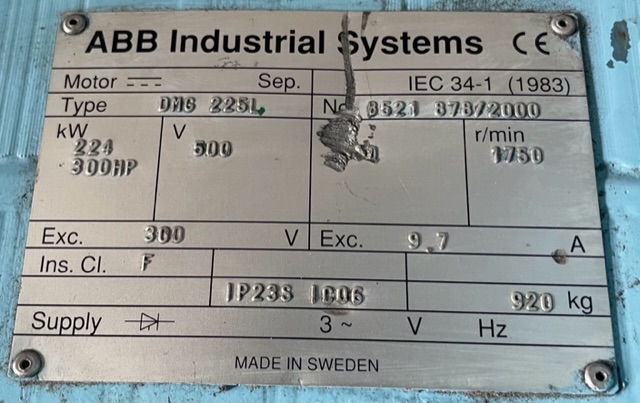 ABB Industrial Systems CE
Motor Sep. IEC 34-1 (1983)
Type DMG 225L No 8521 878/2000
kW V r/min
224 500 1750
300HP
Exc. 300 V Exc. 9.7 A
Ins. Cl. F
IP23S IC06 920 kg
Supply 3 ~ V Hz
MADE IN SWEDEN